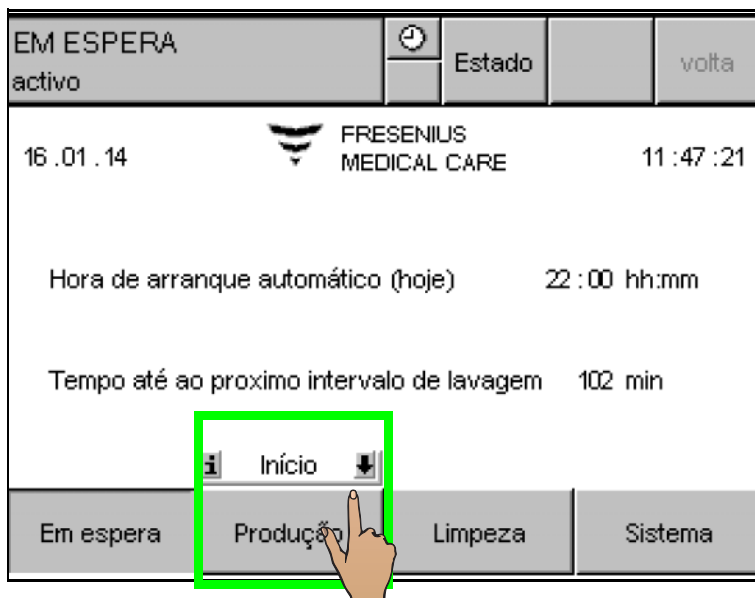 EM ESPERA
activo
Estado
volta
16 .01 .14
FRESENIUS
MEDICAL CARE
11 :47 :21
Hora de arranque automático (hoje) 22 : 00 hh:mm
Tempo até ao proximo intervalo de lavagem 102 min
i Início
Em espera
Produção
Limpeza
Sistema